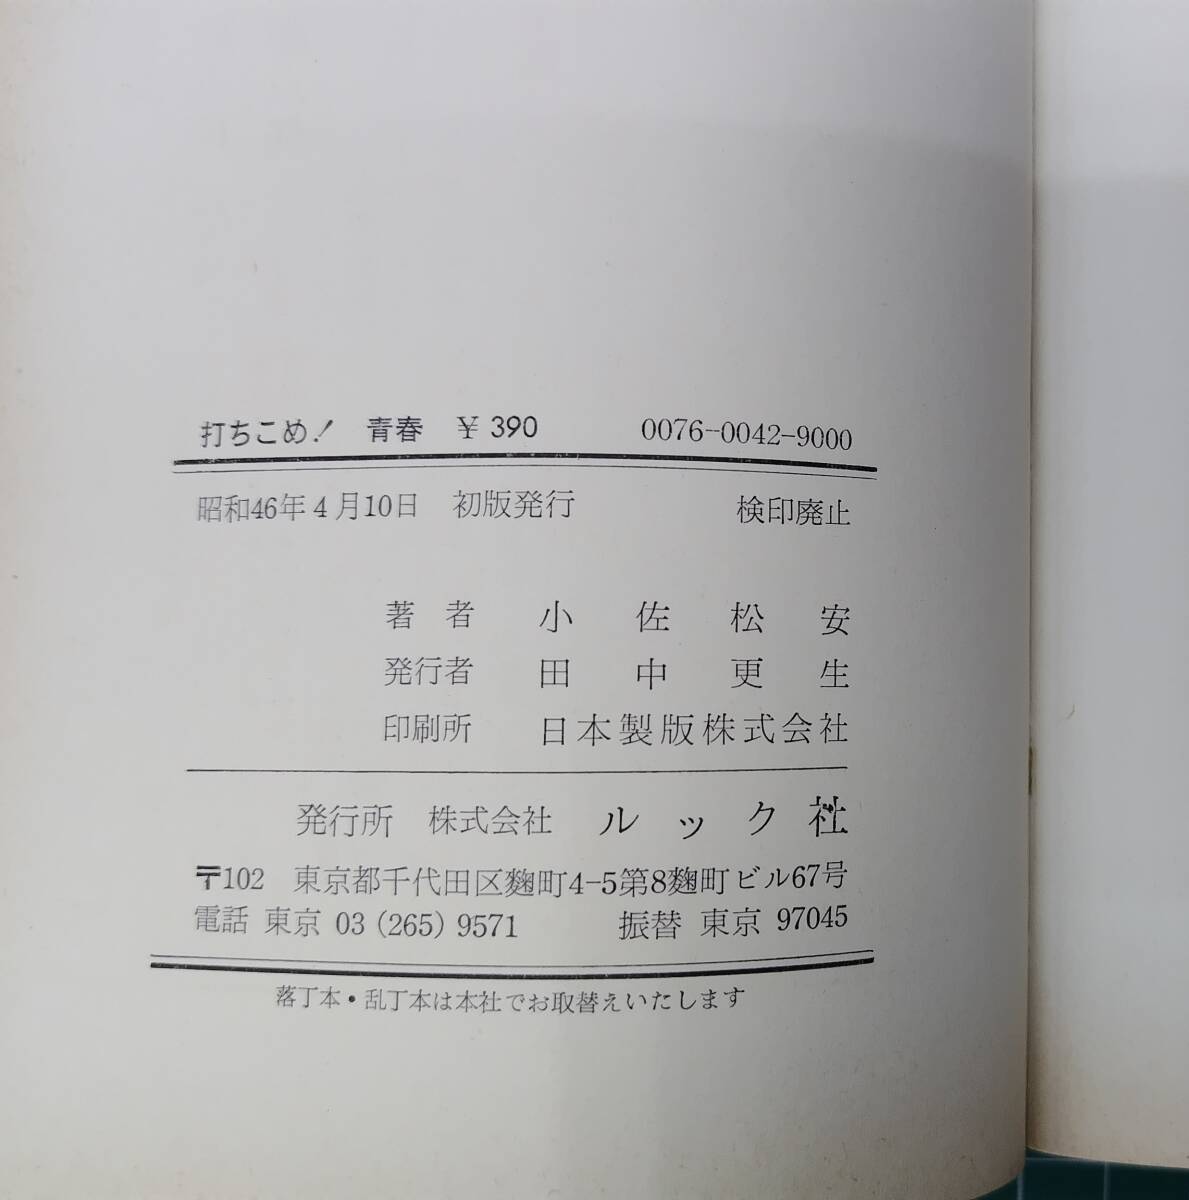 打ちこめ! 青春 ¥390 0076-0042-9000
昭和46年4月10日 初版発行 検印廃止
著者 小佐松安
発行者 田中更生
印刷所 日本製版株式会社
発行所 株式会社 ルック社
〒102 東京都千代田区麴町4-5第8麴町ビル67号
電話 東京 03(265)9571 振替 東京 97045
落丁本・乱丁本は本社でお取替えいたします